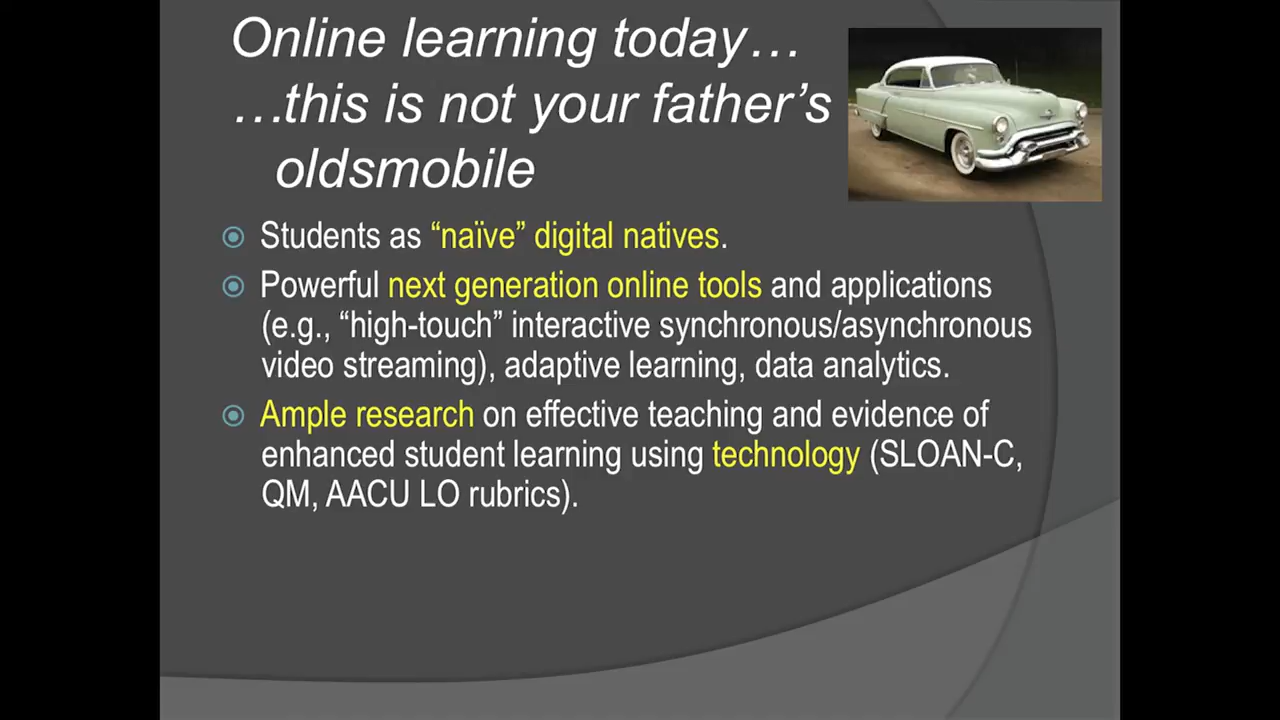 Online learning today…
…this is not your father’s
oldsmobile
Students as “naïve” digital natives.
Powerful next generation online tools and applications
(e.g., “high-touch” interactive synchronous/asynchronous
video streaming), adaptive learning, data analytics.
Ample research on effective teaching and evidence of
enhanced student learning using technology (SLOAN-C,
QM, AACU LO rubrics).